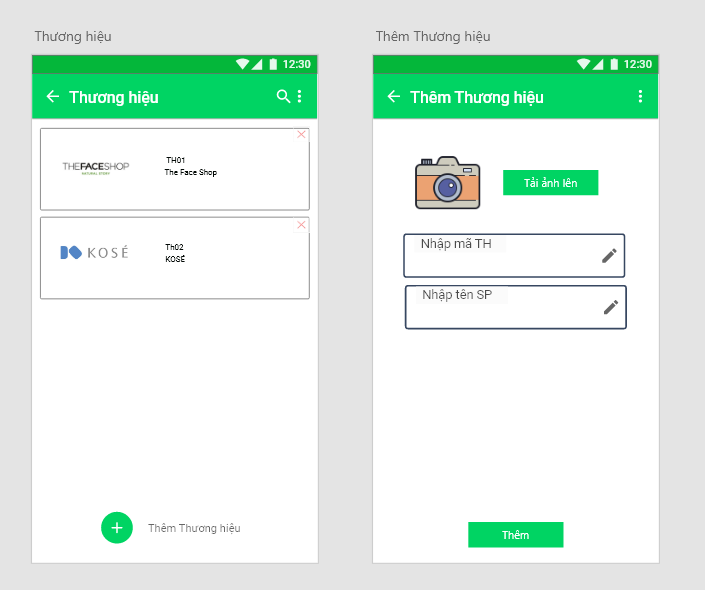 Thương hiệu
12:30
Thương hiệu
THEFACESHOP
NATURAL STORY
TH01
The Face Shop
KOSÉ
Th02
KOSÉ
Thêm Thương hiệu
Thêm Thương hiệu
12:30
Thêm Thương hiệu
Tải ảnh lên
Nhập mã TH
Nhập tên SP
Thêm